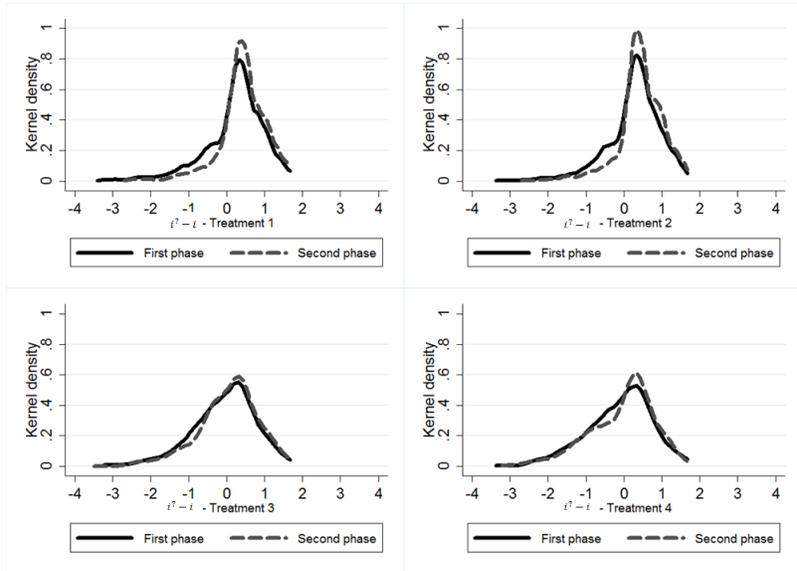 Kernel density
0 .2 .4 .6 .8 1
-4 -3 -2 -1 0 1 2 3 4
i? − i - Treatment 1
First phase Second phase
Kernel density
0 .2 .4 .6 .8 1
-4 -3 -2 -1 0 1 2 3 4
i? − i - Treatment 2
First phase Second phase
Kernel density
0 .2 .4 .6 .8 1
-4 -3 -2 -1 0 1 2 3 4
i? − i - Treatment 3
First phase Second phase
Kernel density
0 .2 .4 .6 .8 1
-4 -3 -2 -1 0 1 2 3 4
i? − i - Treatment 4
First phase Second phase